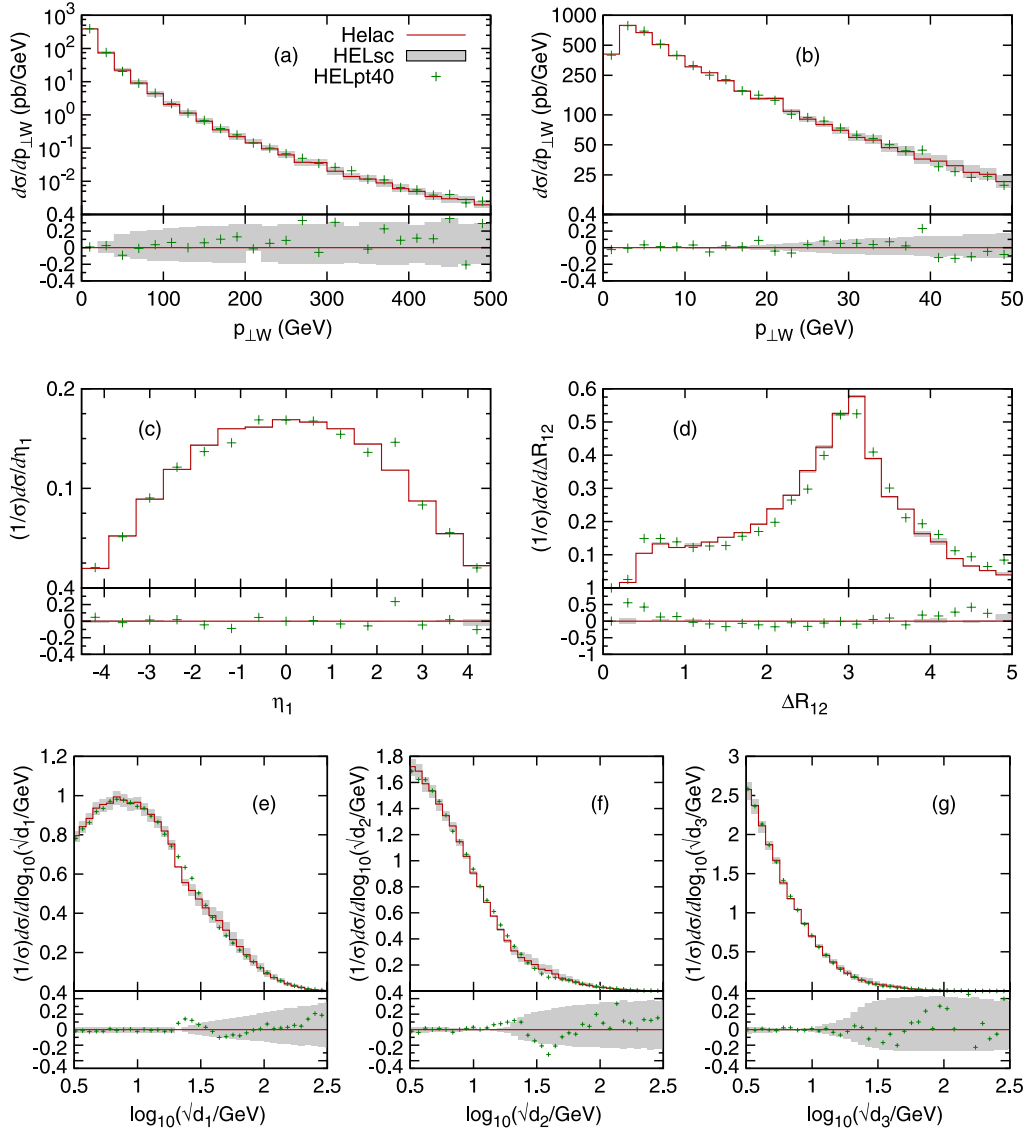 dσ/dp⊥W (pb/GeV)
10^3
10^2
10^1
10^0
10^-1
10^-2
(a)
Helac
HELsc
HELpt40
0.4
0.2
0
-0.2
-0.4
0 100 200 300 400 500
p⊥W (GeV)
dσ/dp⊥W (pb/GeV)
1000
500
250
100
50
25
(b)
0.4
0.2
0
-0.2
-0.4
0 10 20 30 40 50
p⊥W (GeV)
(1/σ)dσ/dη1
0.2
0.1
(c)
0.4
0.2
0
-0.2
-0.4
-4 -3 -2 -1 0 1 2 3 4
η1
(1/σ)dσ/dΔR12
0.6
0.5
0.4
0.3
0.2
0.1
(d)
1
0.5
0
-0.5
-1
0 1 2 3 4 5
ΔR12
(1/σ)dσ/dlog10(√d1/GeV)
1.2
1
0.8
0.6
0.4
0.2
(e)
0.4
0.2
0
-0.2
-0.4
0.5 1 1.5 2 2.5
log10(√d1/GeV)
(1/σ)dσ/dlog10(√d2/GeV)
1.8
1.6
1.4
1.2
1
0.8
0.6
0.4
0.2
(f)
0.4
0.2
0
-0.2
-0.4
0.5 1 1.5 2 2.5
log10(√d2/GeV)
(1/σ)dσ/dlog10(√d3/GeV)
3
2.5
2
1.5
1
0.5
(g)
0.4
0.2
0
-0.2
-0.4
0.5 1 1.5 2 2.5
log10(√d3/GeV)